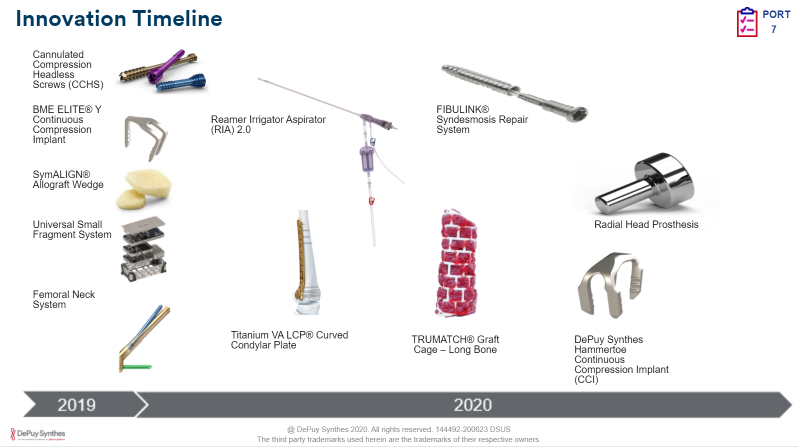 Innovation Timeline
PORT
7
Cannulated
Compression
Headless
Screws (CCHS)
BME ELITE® Y
Continuous
Compression
Implant
SymALIGN®
Allograft Wedge
Universal Small
Fragment System
Femoral Neck
System
Reamer Irrigator Aspirator
(RIA) 2.0
Titanium VA LCP® Curved
Condylar Plate
FIBULINK®
Syndesmosis Repair
System
TRUMATCH® Graft
Cage – Long Bone
Radial Head Prosthesis
DePuy Synthes
Hammertoe
Continuous
Compression Implant
(CCI)
2019
2020
DePuy Synthes
@ DePuy Synthes 2020. All rights reserved. 144492-200623 DSUS
The third party trademarks used herein are the trademarks of their respective owners.